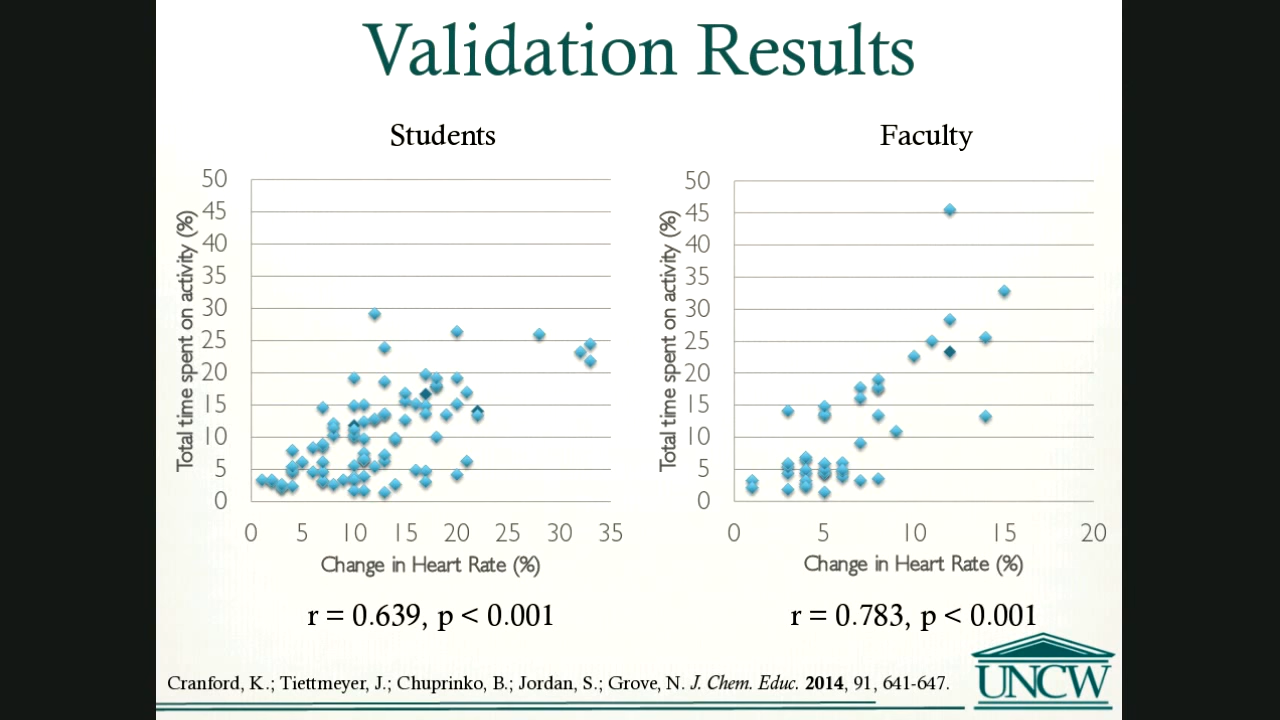 Validation Results
Students
Total time spent on activity (%)
50
45
40
35
30
25
20
15
10
5
0
0 5 10 15 20 25 30 35
Change in Heart Rate (%)
r = 0.639, p < 0.001
Faculty
Total time spent on activity (%)
50
45
40
35
30
25
20
15
10
5
0
0 5 10 15 20
Change in Heart Rate (%)
r = 0.783, p < 0.001
Cranford, K.; Tiettmeyer, J.; Chuprinko, B.; Jordan, S.; Grove, N. J. Chem. Educ. 2014, 91, 641-647.
UNCW